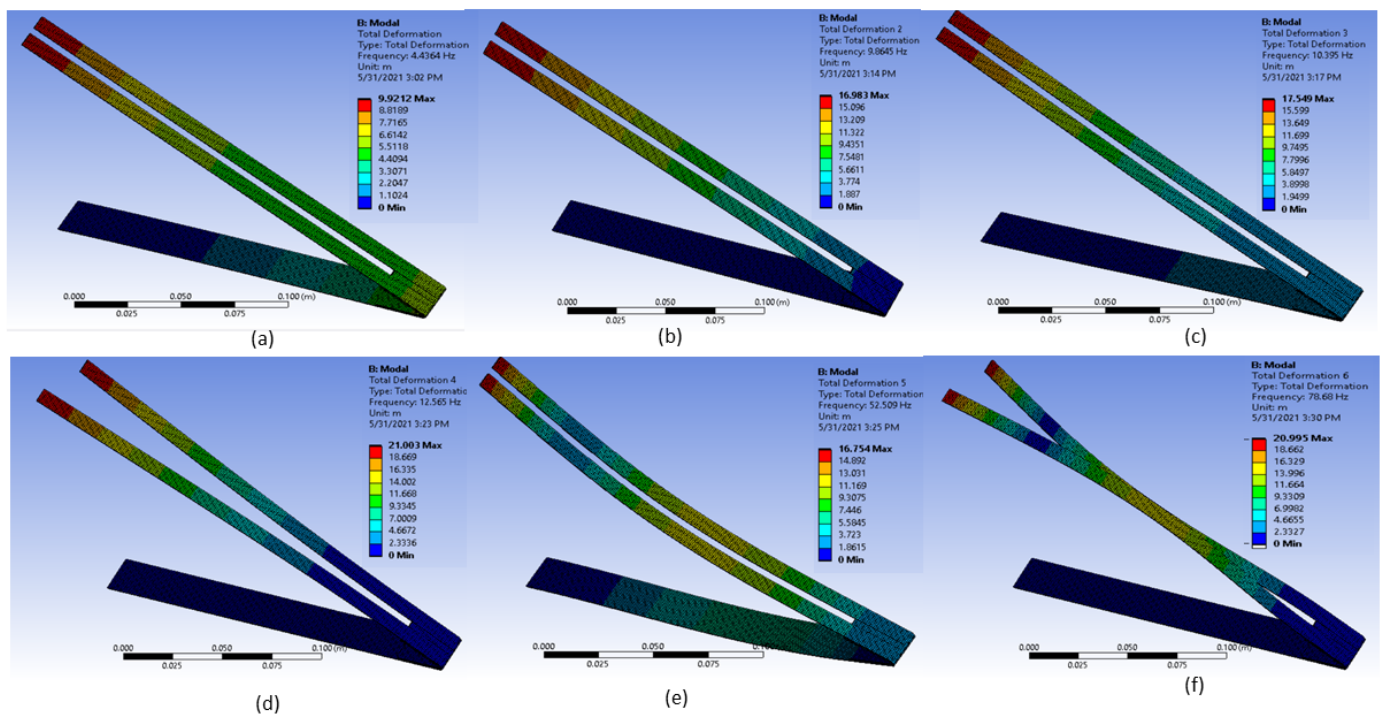 B: Modal
Total Deformation
Type: Total Deformation
Frequency: 4.4364 Hz
Unit: m
5/31/2021 3:02 PM
9.9212 Max
8.8189
7.7165
6.6142
5.5118
4.4094
3.3071
2.2047
1.1024
0 Min
0.000
0.050
0.100 (m)
0.025
0.075
(a)
B: Modal
Total Deformation 2
Type: Total Deformation
Frequency: 9.8645 Hz
Unit: m
5/31/2021 3:14 PM
16.983 Max
15.096
13.209
11.322
9.4351
7.5481
5.6611
3.774
1.887
0 Min
0.000
0.050
0.100 (m)
0.025
0.075
(b)
B: Modal
Total Deformation 3
Type: Total Deformation
Frequency: 10.395 Hz
Unit: m
5/31/2021 3:17 PM
17.549 Max
15.599
13.649
11.699
9.7495
7.7996
5.8497
3.8998
1.9499
0 Min
0.000
0.050
0.100 (m)
0.025
0.075
(c)
B: Modal
Total Deformation 4
Type: Total Deformatic
Frequency: 12.565 Hz
Unit: m
5/31/2021 3:23 PM
21.003 Max
18.669
16.335
14.002
11.668
9.3345
7.0009
4.6672
2.3336
0 Min
0.000
0.050
0.100 (m)
0.025
0.075
(d)
B: Modal
Total Deformation 5
Type: Total Deformation
Frequency: 52.509 Hz
Unit: m
5/31/2021 3:25 PM
16.754 Max
14.892
13.031
11.169
9.3075
7.446
5.5845
3.723
1.8615
0 Min
0.000
0.050
0.100 (m)
0.025
0.075
(e)
B: Modal
Total Deformation 6
Type: Total Deformation
Frequency: 78.68 Hz
Unit: m
5/31/2021 3:30 PM
20.995 Max
18.662
16.329
13.996
11.664
9.3309
6.9982
4.6655
2.3327
0 Min
0.000
0.050
0.100 (m)
0.025
0.075
(f)